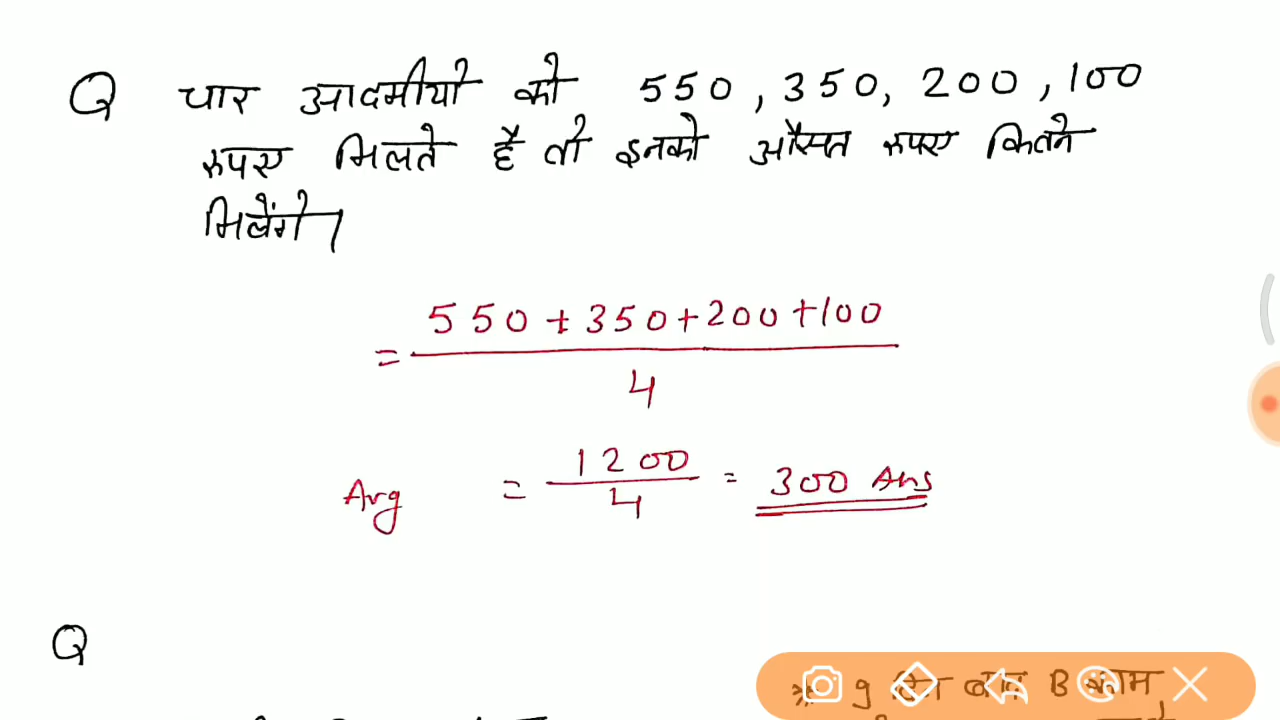 Q चार आदमीयो को 550, 350, 200, 100
रुपए मिलते है तो इनको औसत रुपए कितने
मिलेंगे।
= 550+350+200+100
4
Avg = 1200 = 300 Ans
4
Q
* 9 दिन बाद B काम